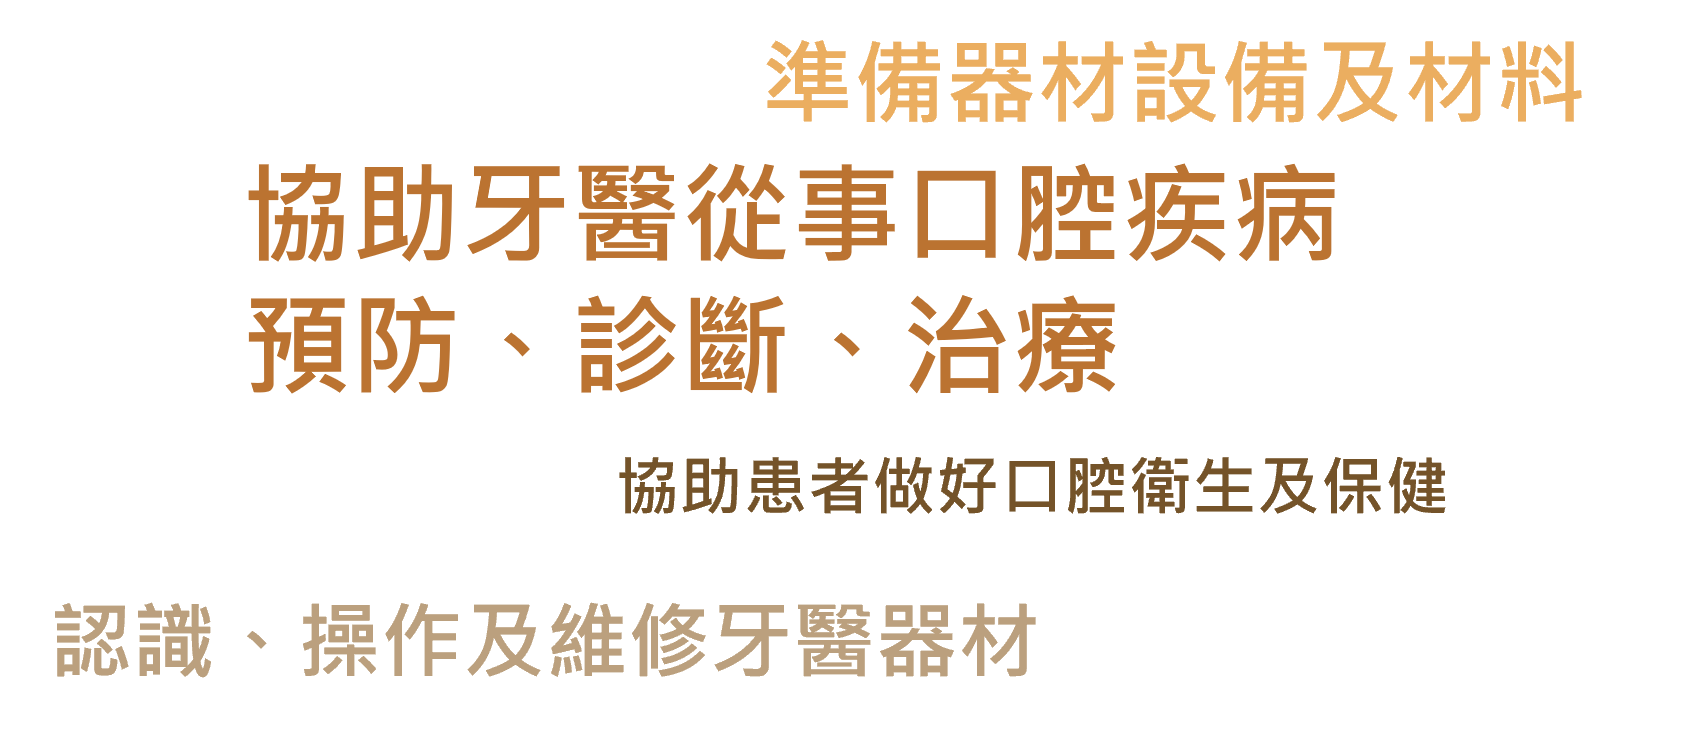 準備器材設備及材料
協助牙醫從事口腔疾病
預防、診斷、治療
協助患者做好口腔衛生及保健
認識、操作及維修牙醫器材